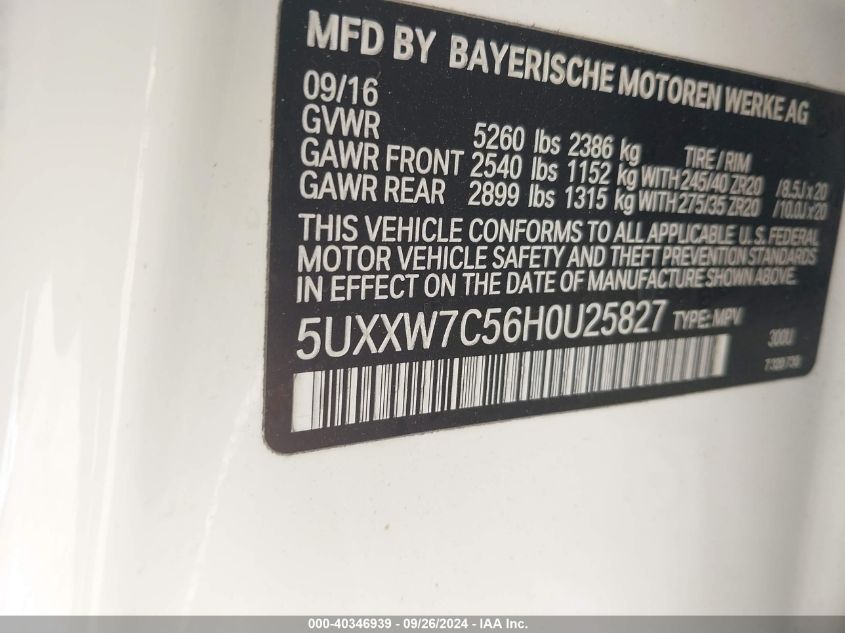 MFD BY BAYERISCHE MOTOREN WERKE AG
09/16
GVWR 5260 lbs 2386 kg TIRE / RIM
GAWR FRONT 2540 lbs 1152 kg WITH 245/40 ZR20 /8.5J x 20
GAWR REAR 2899 lbs 1315 kg WITH 275/35 ZR20 /10.0J x 20
THIS VEHICLE CONFORMS TO ALL APPLICABLE U.S. FEDERAL
MOTOR VEHICLE SAFETY AND THEFT PREVENTION STANDARDS
IN EFFECT ON THE DATE OF MANUFACTURE SHOWN ABOVE.
5UXXW7C56H0U25827 TYPE: MPV
300U
7 320 730
000-40346939 - 09/26/2024 - IAA Inc.